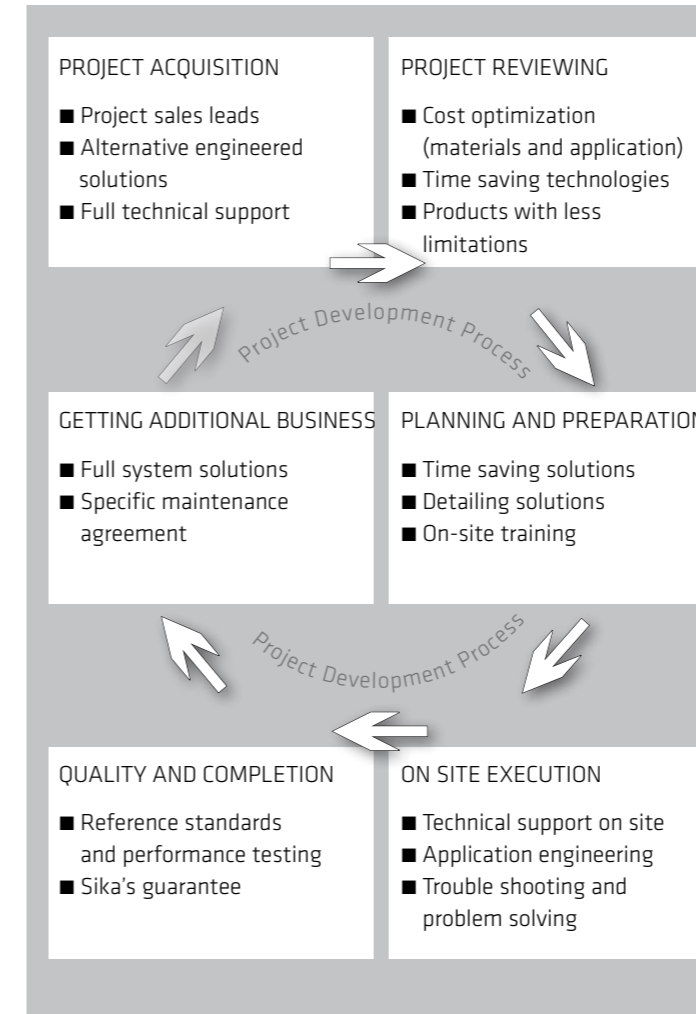 PROJECT ACQUISITION
■ Project sales leads
■ Alternative engineered
solutions
■ Full technical support
PROJECT REVIEWING
■ Cost optimization
(materials and application)
■ Time saving technologies
■ Products with less
limitations
Project Development Process
GETTING ADDITIONAL BUSINESS
■ Full system solutions
■ Specific maintenance
agreement
PLANNING AND PREPARATION
■ Time saving solutions
■ Detailing solutions
■ On-site training
Project Development Process
QUALITY AND COMPLETION
■ Reference standards
and performance testing
■ Sika's guarantee
ON SITE EXECUTION
■ Technical support on site
■ Application engineering
■ Trouble shooting and
problem solving